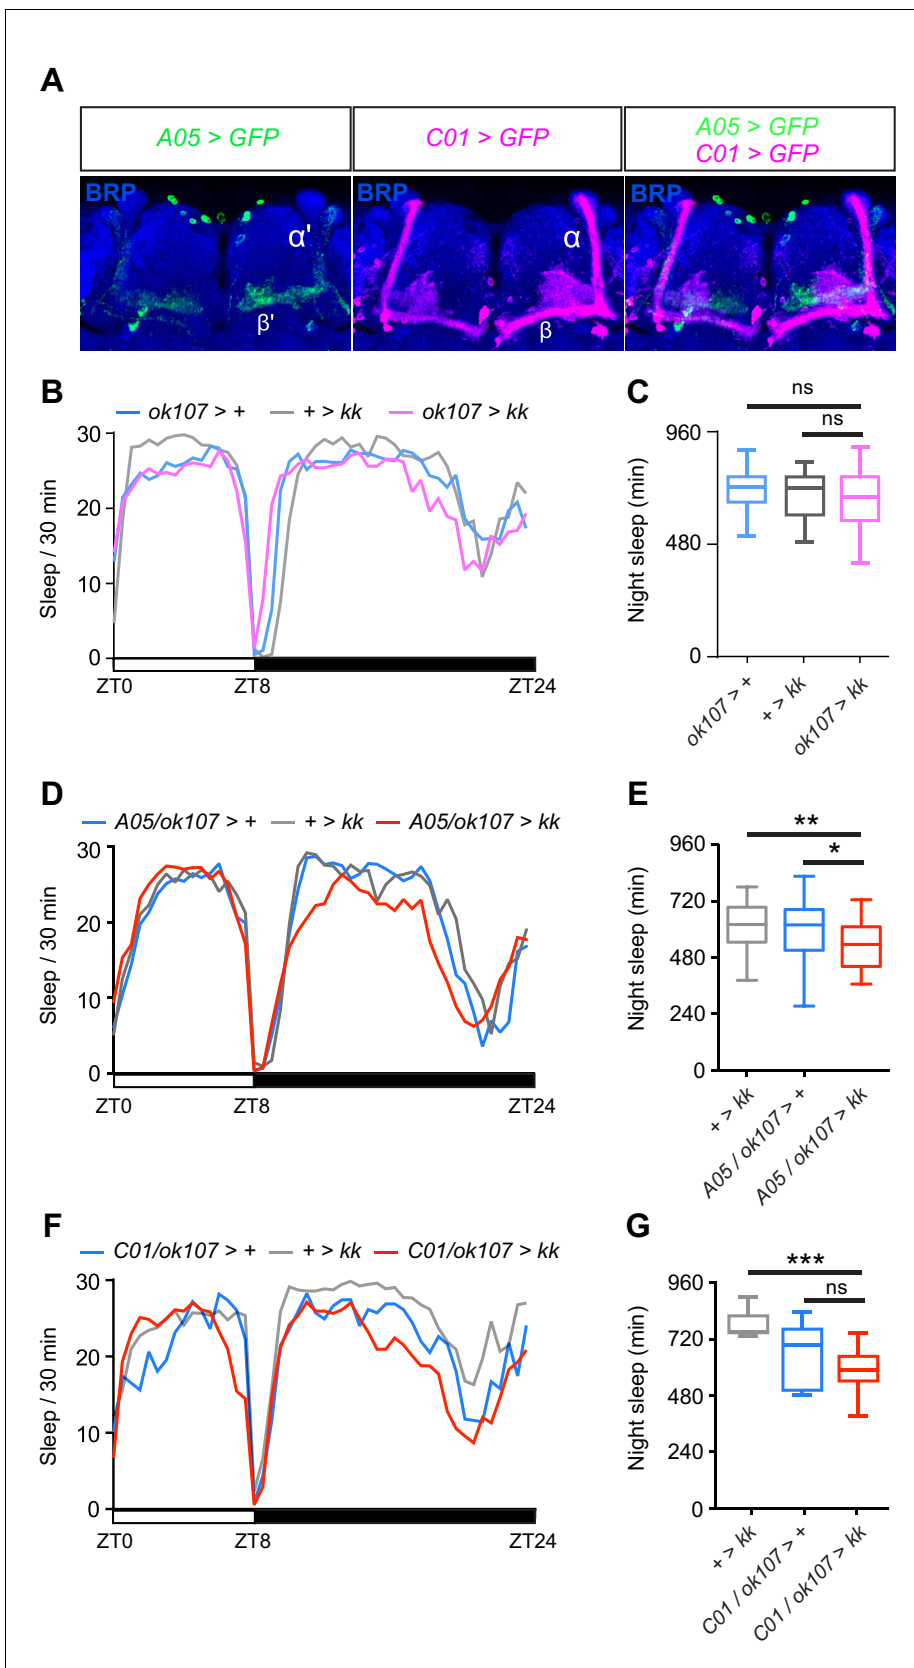 A
A05 > GFP
C01 > GFP
A05 > GFP
C01 > GFP
BRP
BRP
BRP
α'
α
β'
β
B
ok107 > +
+ > kk
ok107 > kk
Sleep / 30 min
30
20
10
0
ZT0
ZT8
ZT24
C
ns
ns
Night sleep (min)
960
480
0
ok107 > +
+ > kk
ok107 > kk
D
A05/ok107 > +
+ > kk
A05/ok107 > kk
Sleep / 30 min
30
20
10
0
ZT0
ZT8
ZT24
E
**
*
Night sleep (min)
960
720
480
240
0
+ > kk
A05 / ok107 > +
A05 / ok107 > kk
F
C01/ok107 > +
+ > kk
C01/ok107 > kk
Sleep / 30 min
30
20
10
0
ZT0
ZT8
ZT24
G
***
ns
Night sleep (min)
960
720
480
240
0
+ > kk
C01 / ok107 > +
C01 / ok107 > kk